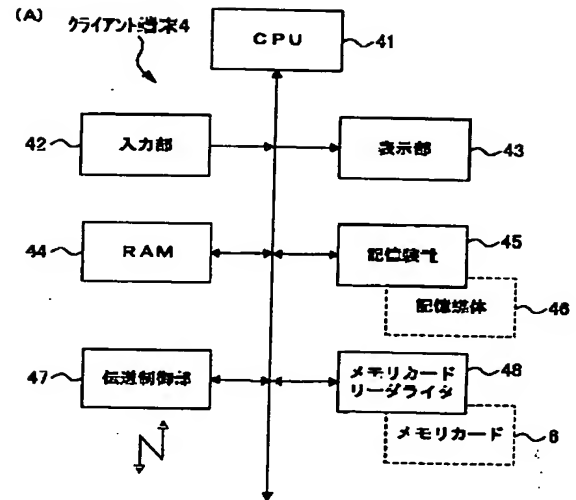 (A)
クライアント端末4
CPU
41
42
入力部
表示部
43
44
RAM
記憶装置
45
記憶媒体
46
47
伝送制御部
メモリカード
リーダライタ
48
メモリカード
6